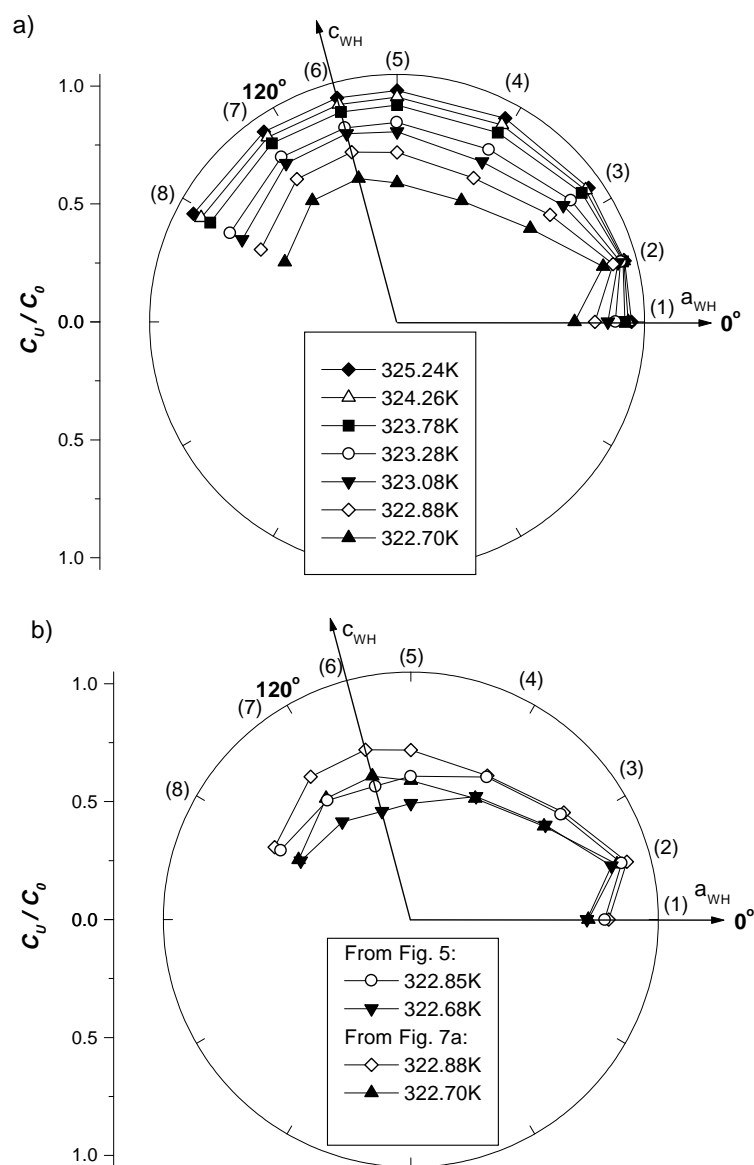 a)
c_WH
(5)
(6)
(4)
1.0
120°
(7)
(3)
(8)
0.5
(2)
(1)
a_WH
0.0
0°
C_U / C_0
325.24K
324.26K
323.78K
323.28K
323.08K
322.88K
322.70K
0.5
1.0
b)
c_WH
(5)
(6)
(4)
1.0
120°
(7)
(3)
(8)
0.5
(2)
(1)
a_WH
0.0
0°
C_U / C_0
From Fig. 5:
322.85K
322.68K
From Fig. 7a:
322.88K
322.70K
0.5
1.0